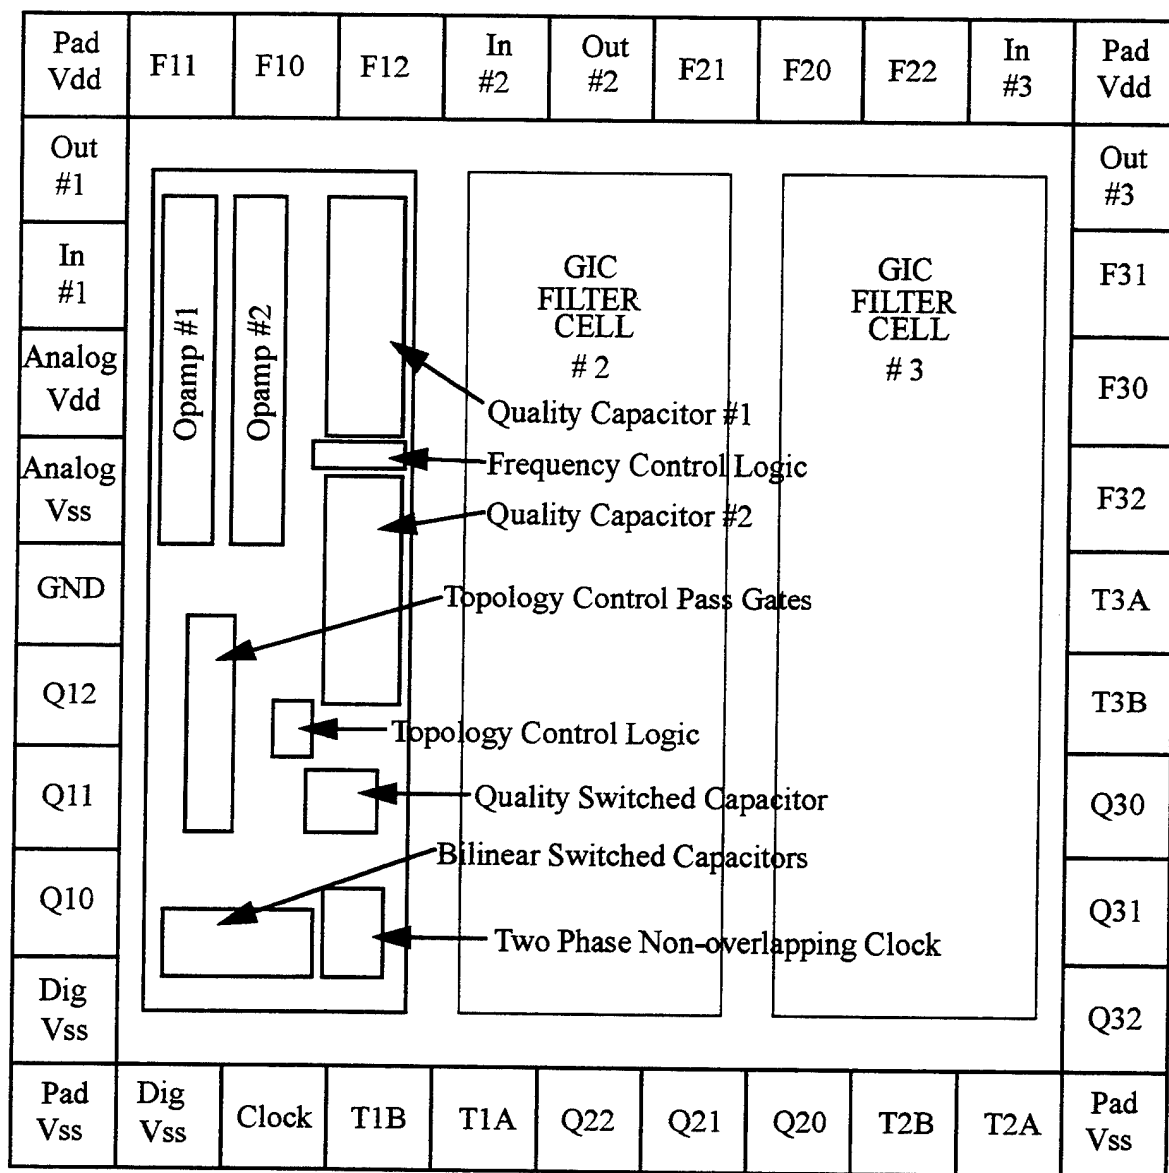 Pad
Vdd
F11
F10
F12
In
#2
Out
#2
F21
F20
F22
In
#3
Pad
Vdd
Out
#1
In
#1
Analog
Vdd
Analog
Vss
GND
Q12
Q11
Q10
Dig
Vss
Opamp #1
Opamp #2
GIC
FILTER
CELL
# 2
GIC
FILTER
CELL
# 3
Quality Capacitor #1
Frequency Control Logic
Quality Capacitor #2
Topology Control Pass Gates
Topology Control Logic
Quality Switched Capacitor
Bilinear Switched Capacitors
Two Phase Non-overlapping Clock
Out
#3
F31
F30
F32
T3A
T3B
Q30
Q31
Q32
Pad
Vss
Dig
Vss
Clock
T1B
T1A
Q22
Q21
Q20
T2B
T2A
Pad
Vss